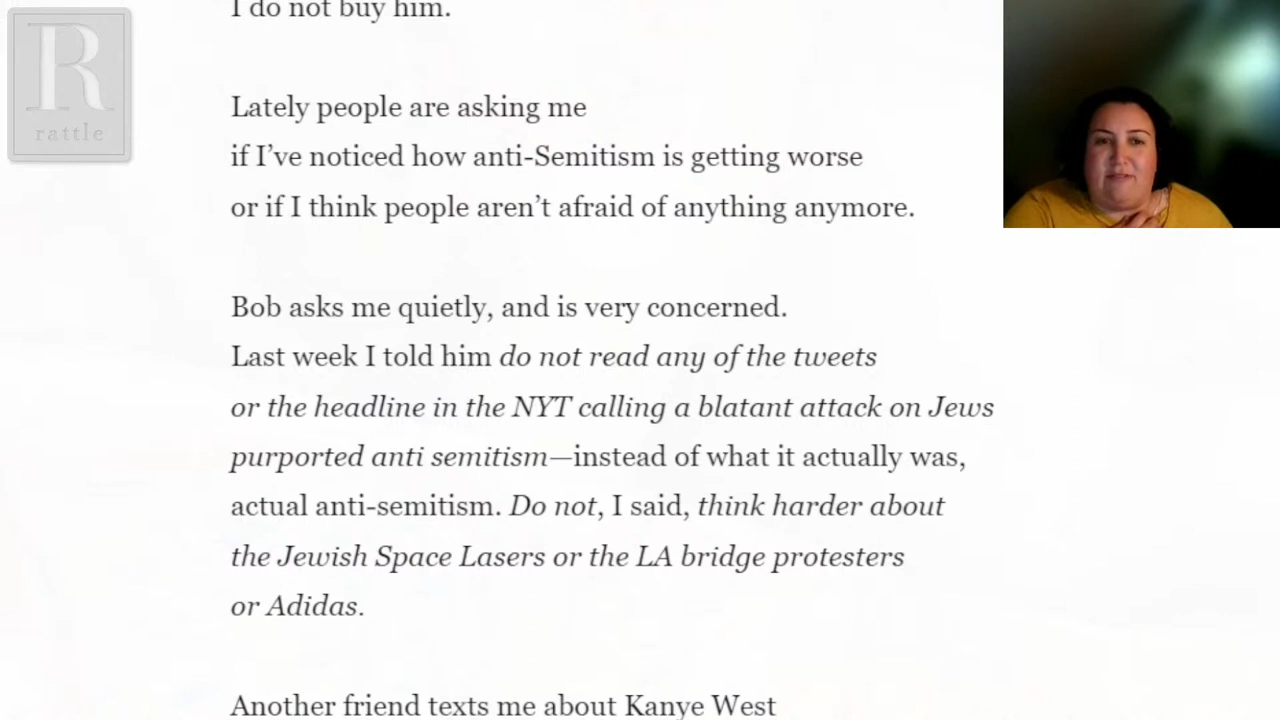 I do not buy him.
R
rattle
Lately people are asking me
if I’ve noticed how anti-Semitism is getting worse
or if I think people aren’t afraid of anything anymore.
Bob asks me quietly, and is very concerned.
Last week I told him do not read any of the tweets
or the headline in the NYT calling a blatant attack on Jews
purported anti semitism—instead of what it actually was,
actual anti-semitism. Do not, I said, think harder about
the Jewish Space Lasers or the LA bridge protesters
or Adidas.
Another friend texts me about Kanye West